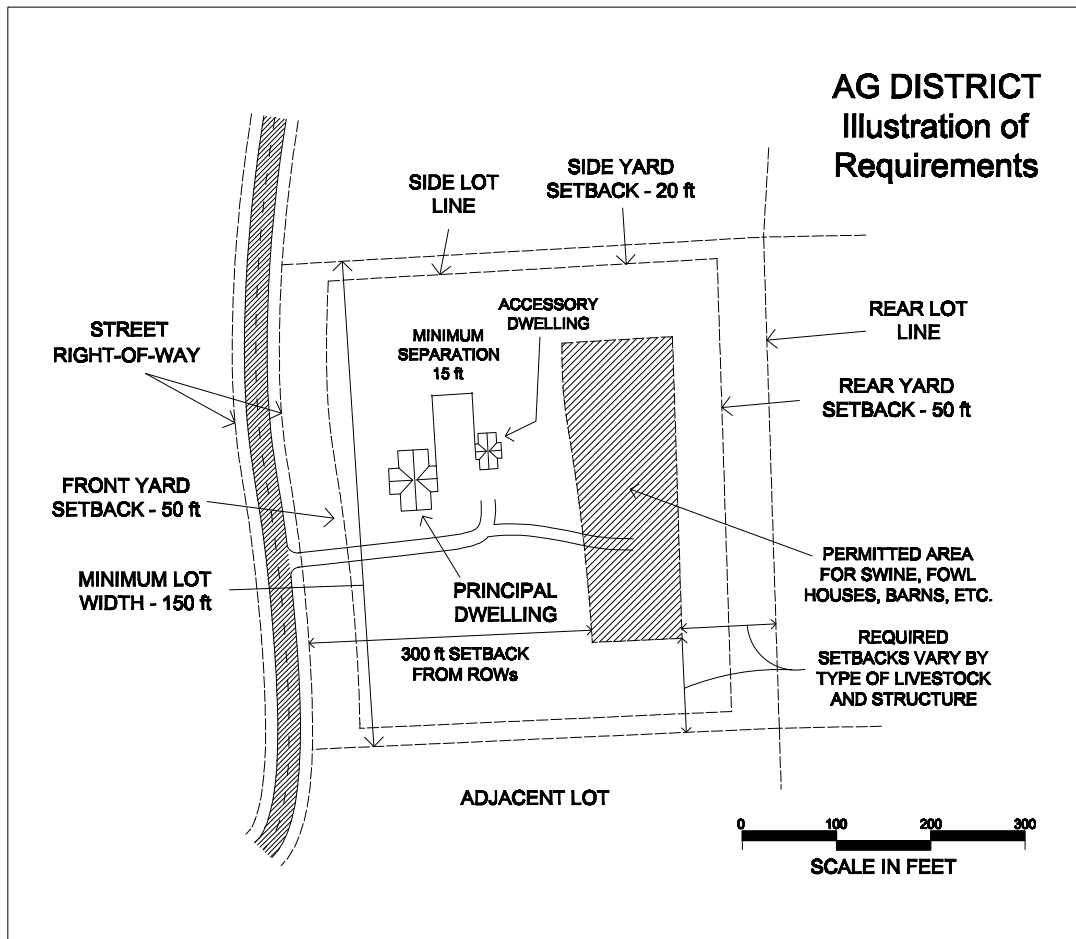 AG DISTRICT
Illustration of
Requirements
SIDE YARD
SETBACK - 20 ft
SIDE LOT
LINE
ACCESSORY
DWELLING
MINIMUM
SEPARATION
15 ft
STREET
RIGHT-OF-WAY
REAR LOT
LINE
REAR YARD
SETBACK - 50 ft
FRONT YARD
SETBACK - 50 ft
MINIMUM LOT
WIDTH - 150 ft
PRINCIPAL
DWELLING
PERMITTED AREA
FOR SWINE, FOWL
HOUSES, BARNS, ETC.
300 ft SETBACK
FROM ROWs
REQUIRED
SETBACKS VARY BY
TYPE OF LIVESTOCK
AND STRUCTURE
ADJACENT LOT
0 100 200 300
SCALE IN FEET